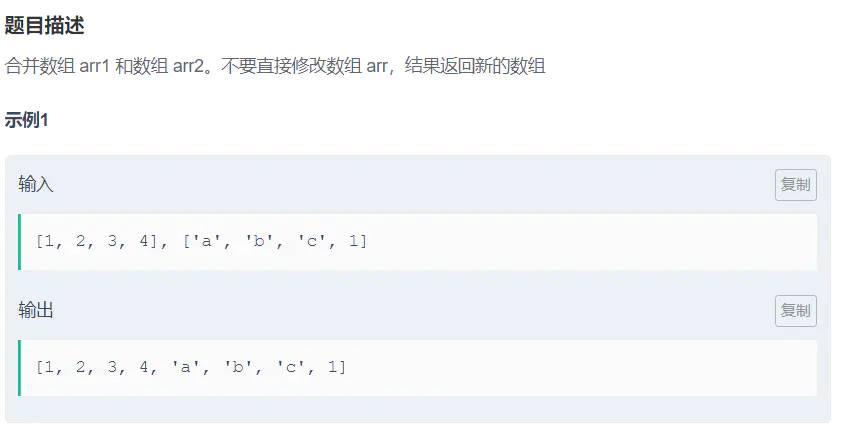 题目描述
合并数组 arr1 和数组 arr2。不要直接修改数组 arr，结果返回新的数组
示例1
输入
复制
[1, 2, 3, 4], ['a', 'b', 'c', 1]
输出
复制
[1, 2, 3, 4, 'a', 'b', 'c', 1]